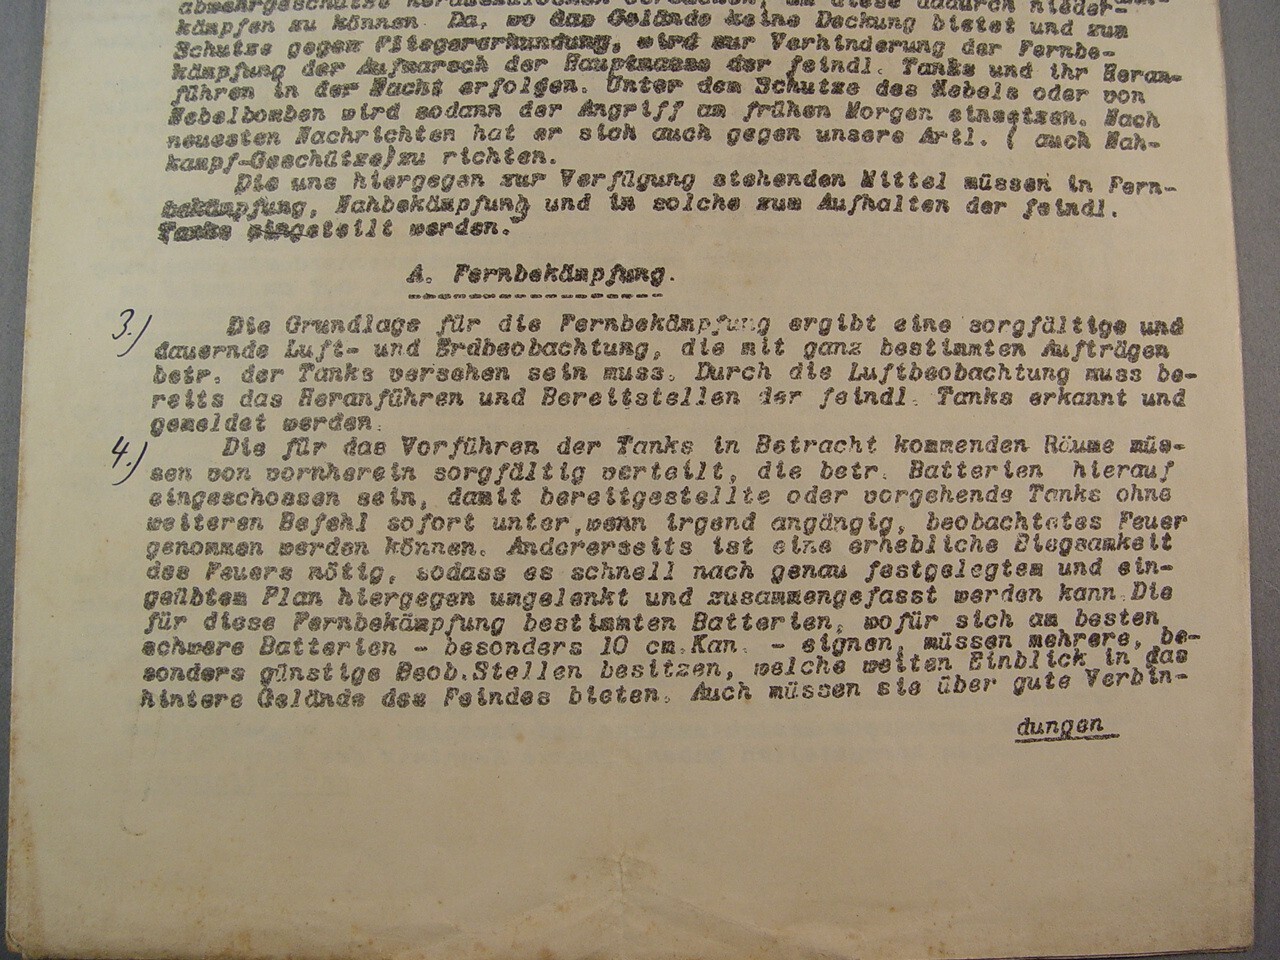 abwehrgeschütze herauszulocken versuchen, um diese dadurch nieder-
kämpfen zu können. Da, wo das Gelände keine Deckung bietet und zum
Schutze gegen Fliegererkundung, wird zur Verhinderung der Fernbe-
kämpfung der Aufmarsch der Hauptmasse der feindl. Tanks und ihr Heran-
führen in der Nacht erfolgen. Unter dem Schutze des Nebels oder von
Nebelbomben wird sodann der Angriff am frühen Morgen einsetzen. Nach
neuesten Nachrichten hat er sich auch gegen unsere Artl. ( auch Nah-
kampf-Geschütze)zu richten.
Die uns hiergegen zur Verfügung stehenden Mittel müssen in Fern-
bekämpfung, Nahbekämpfung und in solche zum Aufhalten der feindl.
Tanks eingeteilt werden.
A. Fernbekämpfung.
3.) Die Grundlage für die Fernbekämpfung ergibt eine sorgfältige und
dauernde Luft- und Erdbeobachtung, die mit ganz bestimmten Aufträgen
betr. der Tanks versehen sein muss. Durch die Luftbeobachtung muss be-
reits das Heranführen und Bereitstellen der feindl. Tanks erkannt und
gemeldet werden.
4.) Die für das Vorführen der Tanks in Betracht kommenden Räume müs-
sen von vornherein sorgfältig verteilt, die betr. Batterien hierauf
eingeschossen sein, damit bereitgestellte oder vorgehende Tanks ohne
weiteren Befehl sofort unter,wenn irgend angängig, beobachtetes Feuer
genommen werden können. Andererseits ist eine erhebliche Biegsamkeit
des Feuers nötig, sodass es schnell nach genau festgelegtem und ein-
geübtem Plan hiergegen umgelenkt und zusammengefasst werden kann.Die
für diese Fernbekämpfung bestimmten Batterien, wofür sich am besten
schwere Batterien - besonders 10 cm.Kan. - eignen, müssen mehrere, be-
sonders günstige Beob.Stellen besitzen, welche weiten Einblick in das
hintere Gelände des Feindes bieten. Auch müssen sie über gute Verbin-
dungen